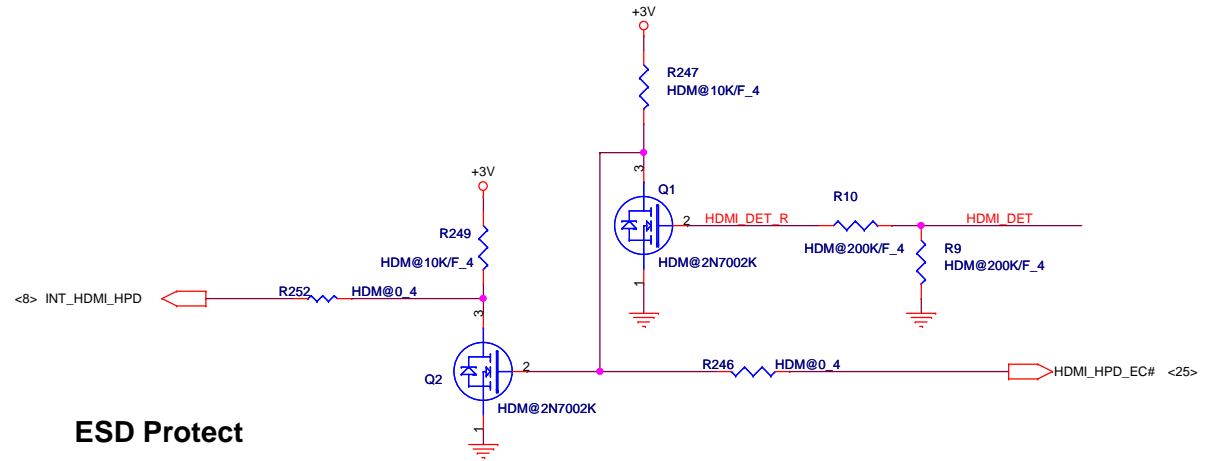 +3V
R247
HDM@10K/F_4
+3V
3
Q1
R10
2
HDMI_DET_R
HDMI_DET
R249
HDM@10K/F_4
HDM@200K/F_4
R9
HDM@200K/F_4
HDM@2N7002K
1
<8> INT_HDMI_HPD
R252
HDM@0_4
3
2
R246
HDM@0_4
HDMI_HPD_EC# <25>
Q2
HDM@2N7002K
1
ESD Protect